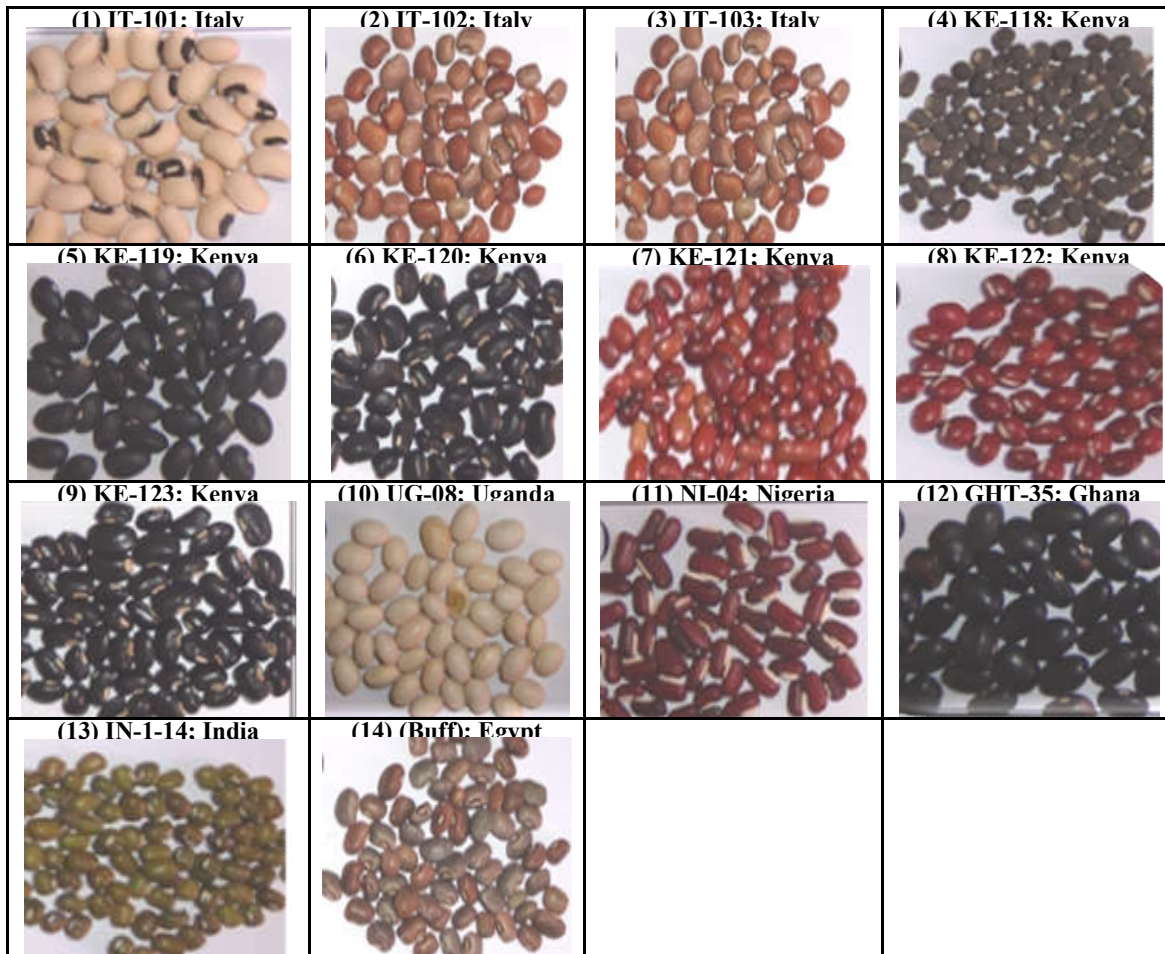 (1) IT-101: Italy
(2) IT-102: Italy
(3) IT-103: Italy
(4) KE-118: Kenya
(5) KE-119: Kenya
(6) KE-120: Kenya
(7) KE-121: Kenya
(8) KE-122: Kenya
(9) KE-123: Kenya
(10) UG-08: Uganda
(11) NI-04: Nigeria
(12) GHT-35: Ghana
(13) IN-1-14: India
(14) (Buff): Egypt